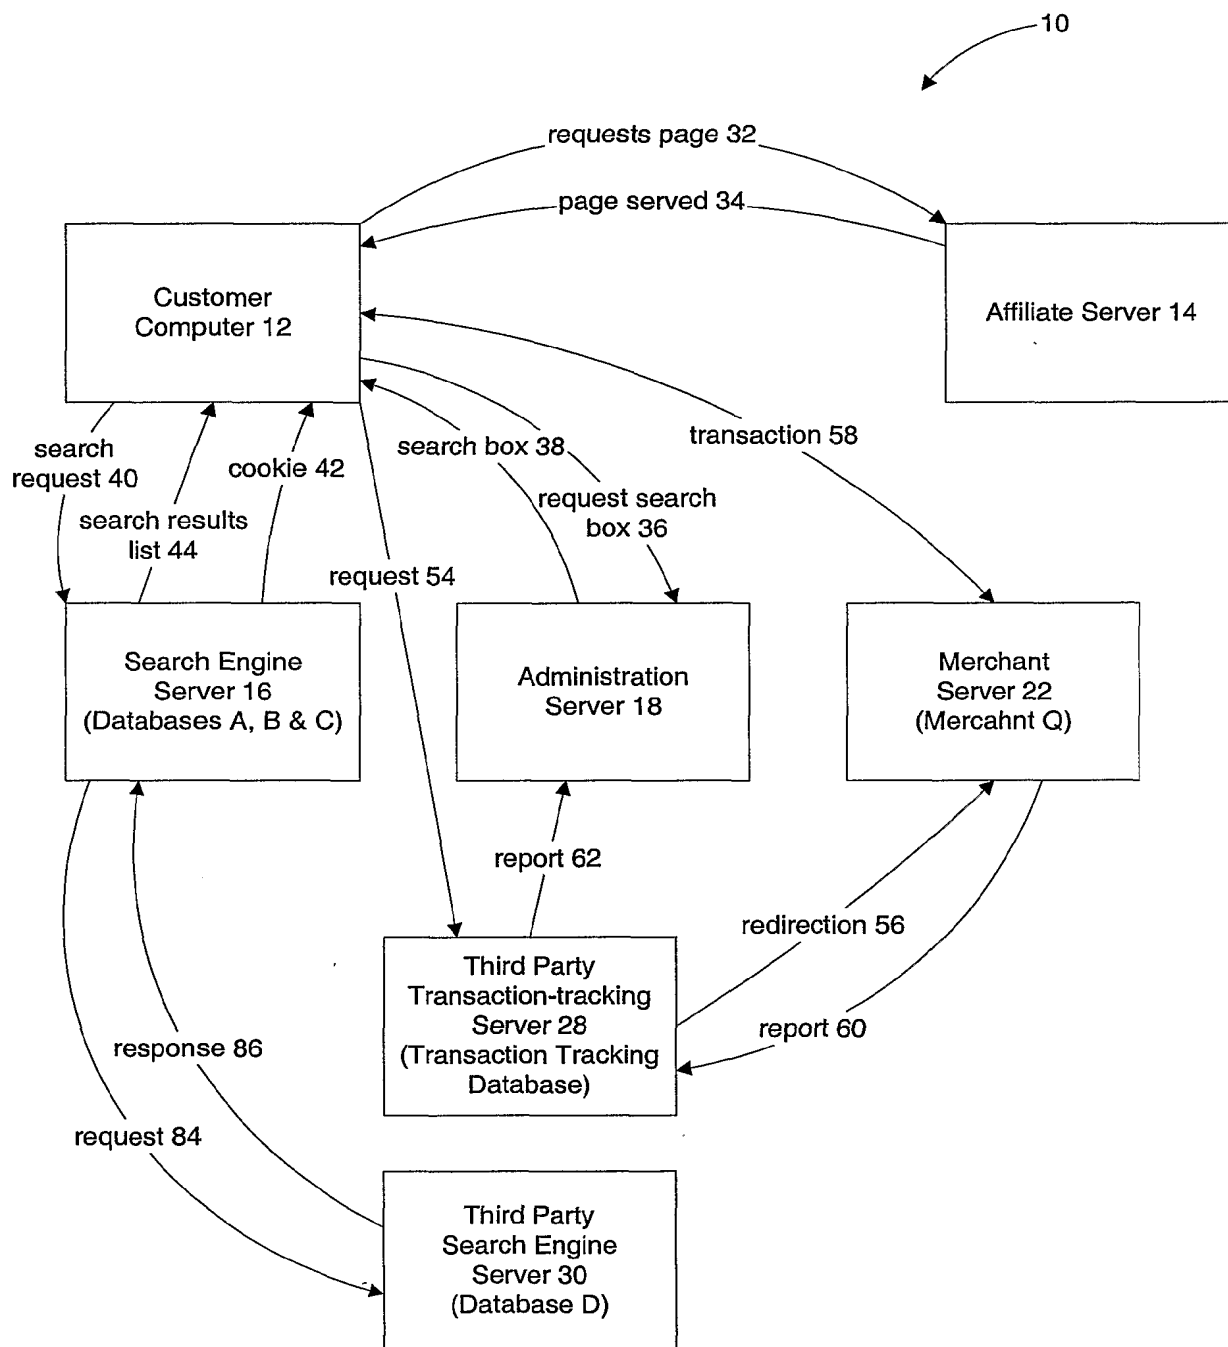 10
requests page 32
page served 34
Customer
Computer 12
Affiliate Server 14
search
request 40
cookie 42
search box 38
transaction 58
search results
list 44
request search
box 36
request 54
Search Engine
Server 16
(Databases A, B & C)
Administration
Server 18
Merchant
Server 22
(Mercahnt Q)
report 62
redirection 56
Third Party
Transaction-tracking
Server 28
(Transaction Tracking
Database)
report 60
response 86
request 84
Third Party
Search Engine
Server 30
(Database D)